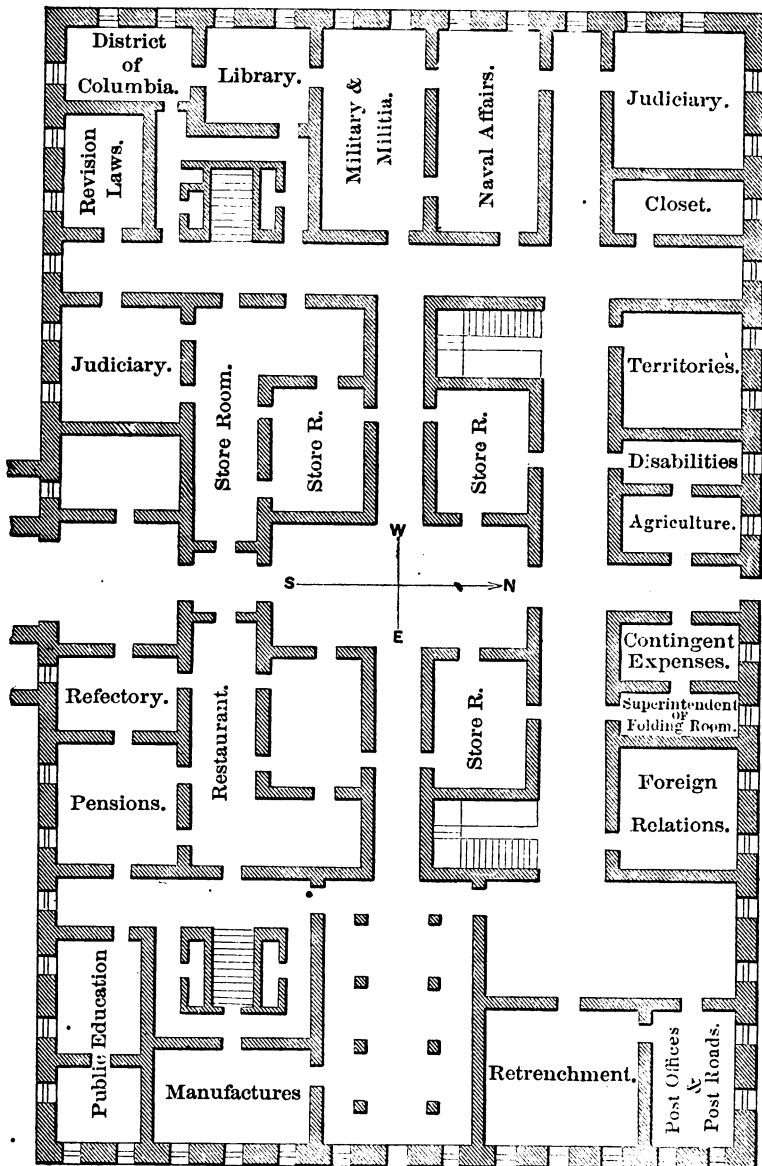 District
of
Columbia.
Library.
Military &
Militia.
Naval Affairs.
Judiciary.
Revision
Laws.
Closet.
Judiciary.
Store Room.
Store R.
Store R.
Territories.
Disabilities
Agriculture.
W
S
N
E
Contingent
Expenses.
Superintendent
OF
Folding Room.
Refectory.
Restaurant.
Store R.
Pensions.
Foreign
Relations.
Public Education
Manufactures
Retrenchment.
Post Offices
&
Post Roads.